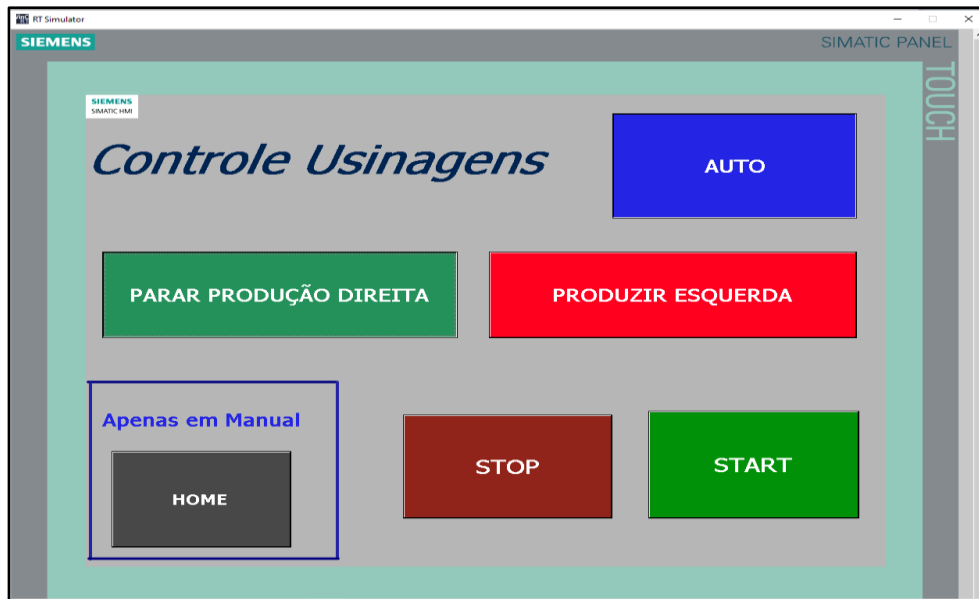 RT Simulator
SIEMENS
SIMATIC PANEL
TOUCH
SIEMENS
SIMATIC HMI
Controle Usinagens
AUTO
PARAR PRODUÇÃO DIREITA
PRODUZIR ESQUERDA
Apenas em Manual
HOME
STOP
START